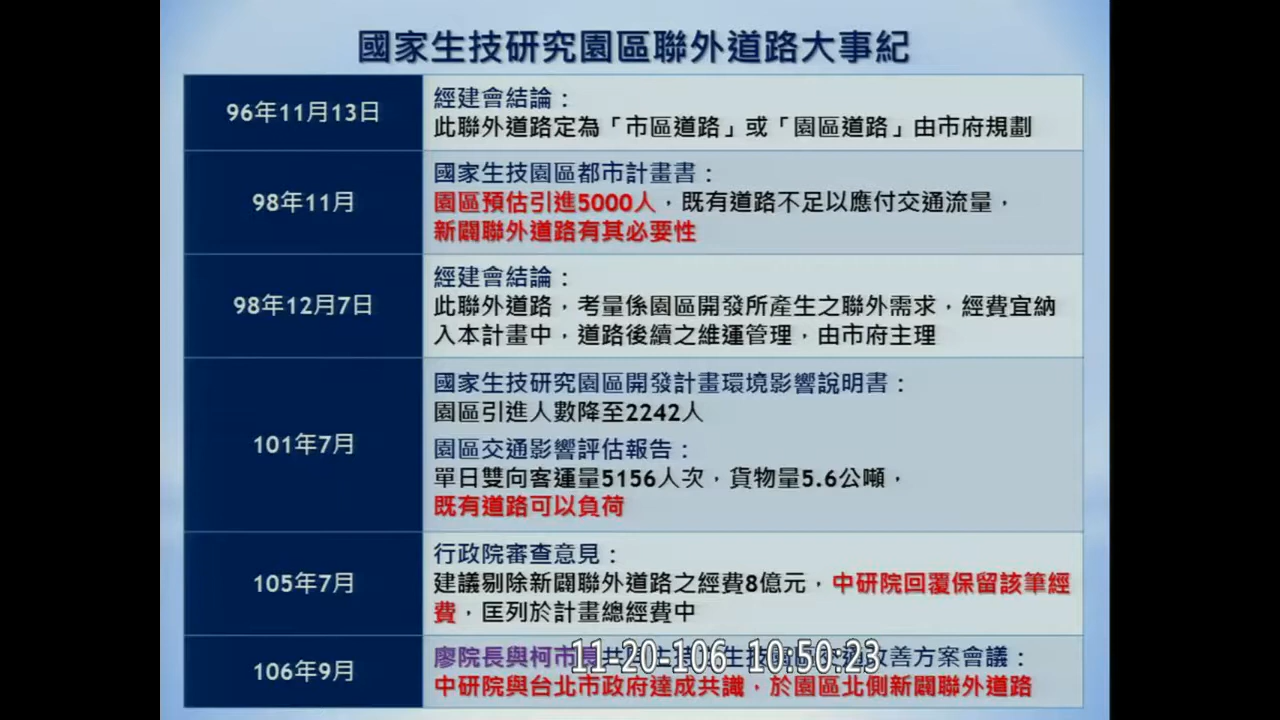 國家生技研究園區聯外道路大事紀
96年11月13日
經建會結論：
此聯外道路定為「市區道路」或「園區道路」由市府規劃
98年11月
國家生技園區都市計畫書：
園區預估引進5000人，既有道路不足以應付交通流量，
新闢聯外道路有其必要性
98年12月7日
經建會結論：
此聯外道路，考量係園區開發所產生之聯外需求，經費宜納
入本計畫中，道路後續之維運管理，由市府主理
101年7月
國家生技研究園區開發計畫環境影響說明書：
園區引進人數降至2242人
園區交通影響評估報告：
單日雙向客運量5156人次，貨物量5.6公噸，
既有道路可以負荷
105年7月
行政院審查意見：
建議剔除新闢聯外道路之經費8億元，中研院回覆保留該筆經
費，匡列於計畫總經費中
106年9月
廖院長與柯市長共同主持 生技園區 交通改善方案會議：
11-20-106 10:50:23
中研院與台北市政府達成共識，於園區北側新闢聯外道路